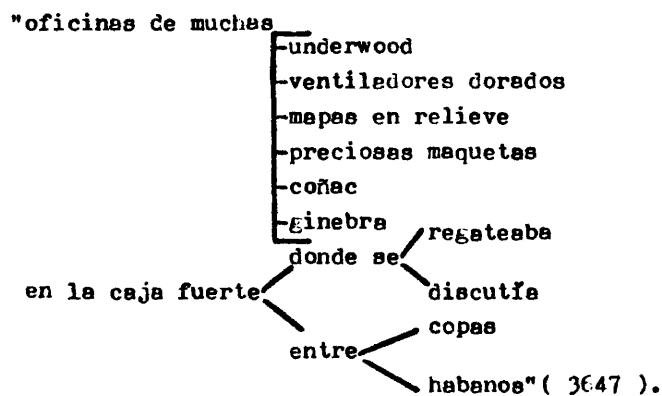 "oficinas de muchas
underwood
ventiladores dorados
mapas en relieve
preciosas maquetas
coñac
ginebra
regateaba
donde se
en la caja fuerte
discutía
copas
entre
habanos"( 3647 ).